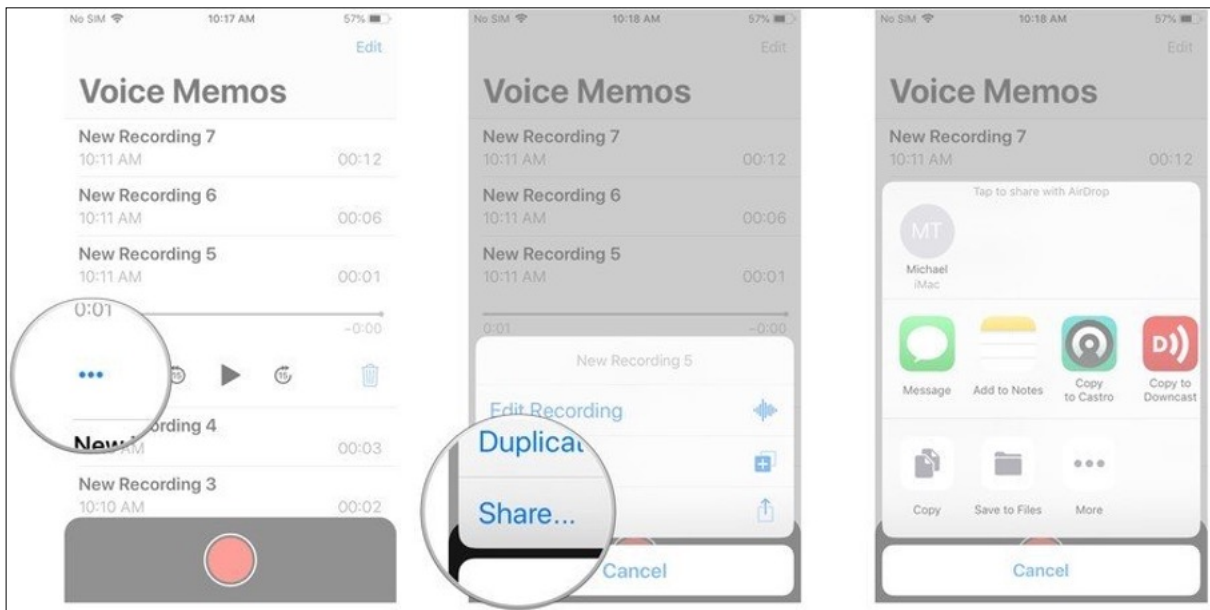 No SIM 10:17 AM 57%
Edit
Voice Memos
New Recording 7
10:11 AM 00:12
New Recording 6
10:11 AM 00:06
New Recording 5
10:11 AM 00:01
0:01 -0:00
15 15
New
ording 4
AM 00:03
New Recording 3
10:10 AM 00:02
No SIM 10:18 AM 57%
Edit
Voice Memos
New Recording 7
10:11 AM 00:12
New Recording 6
10:11 AM 00:06
New Recording 5
10:11 AM 00:01
0:01 -0:00
New Recording 5
Edit Recording
Duplicat
Share...
Cancel
No SIM 10:18 AM 57%
Edit
Voice Memos
New Recording 7
10:11 AM 00:12
Tap to share with AirDrop
MT
Michael
iMac
D
Message Add to Notes Copy to Castro Copy to Downcast
Copy Save to Files More
Cancel